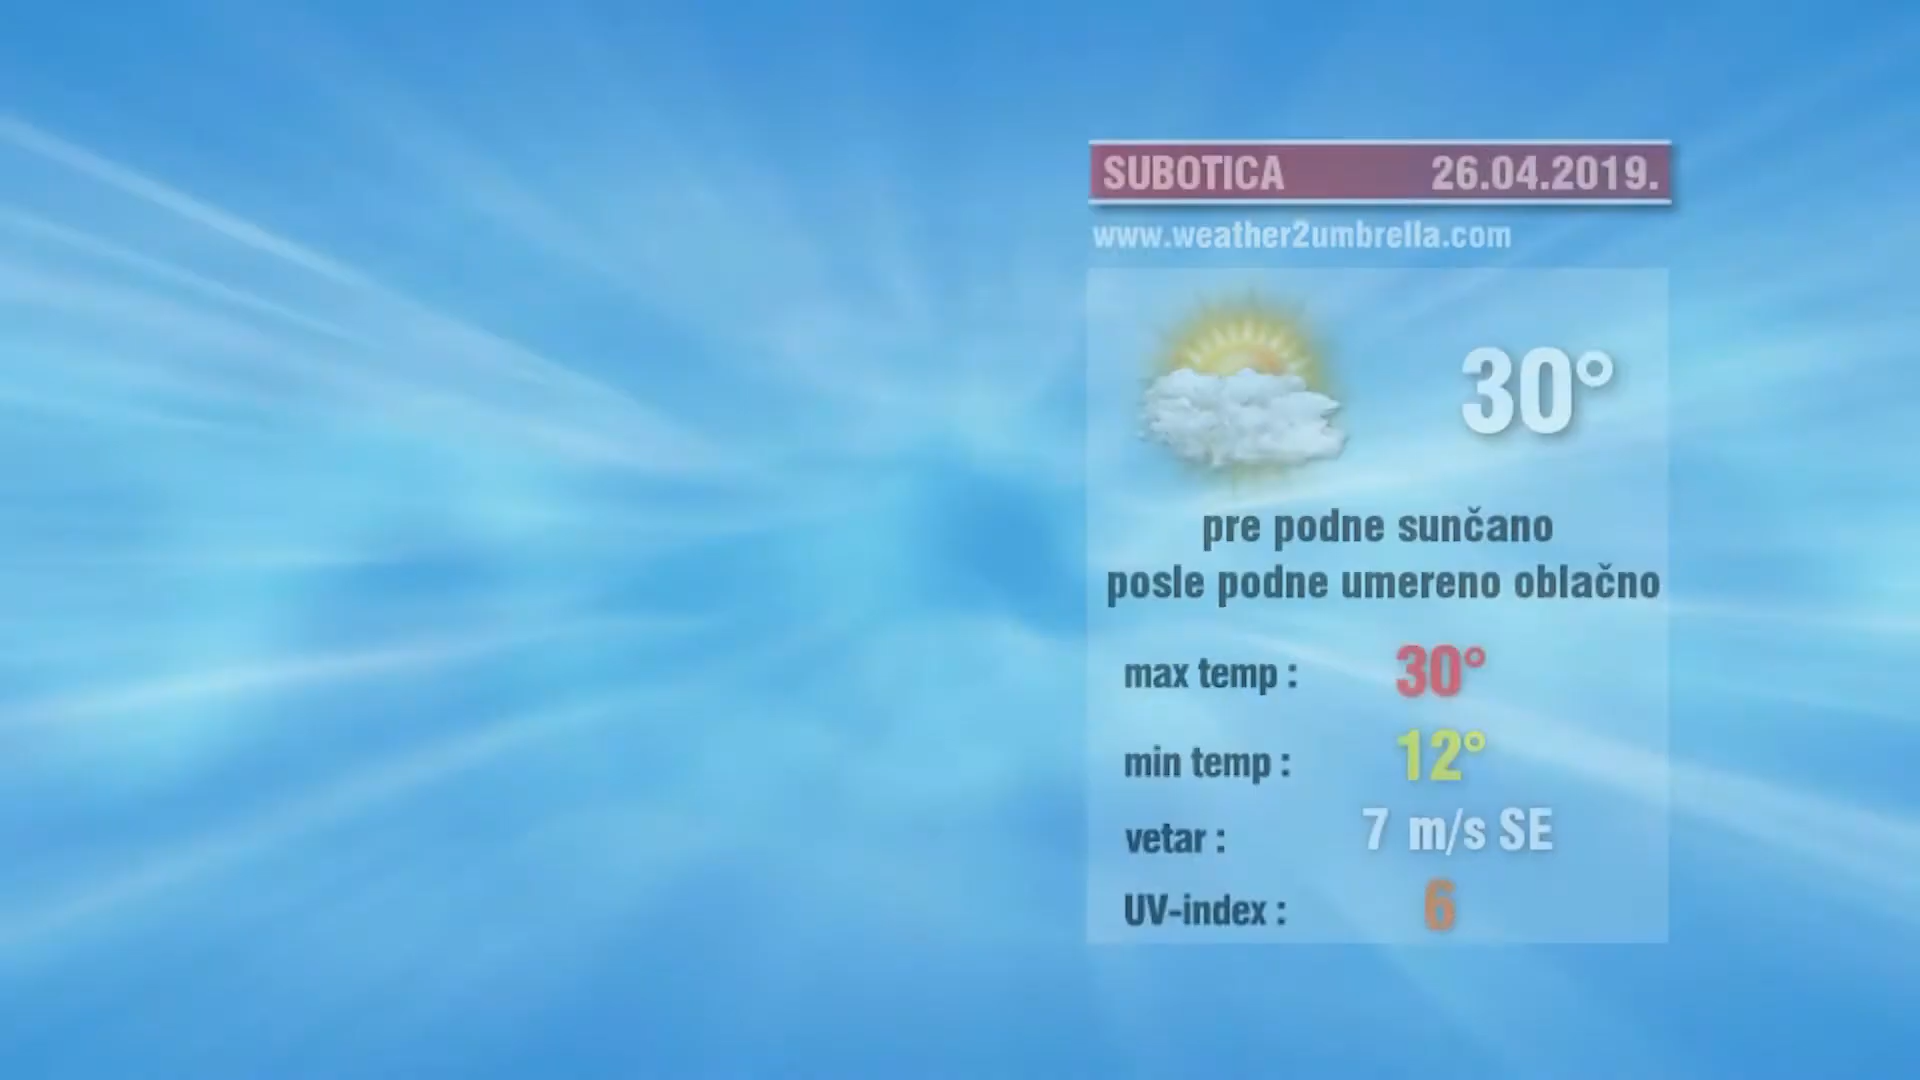 SUBOTICA 26.04.2019.
www.weather2umbrella.com
30°
pre podne sunčano
posle podne umereno oblačno
max temp : 30°
min temp : 12°
vetar : 7 m/s SE
UV-index : 6